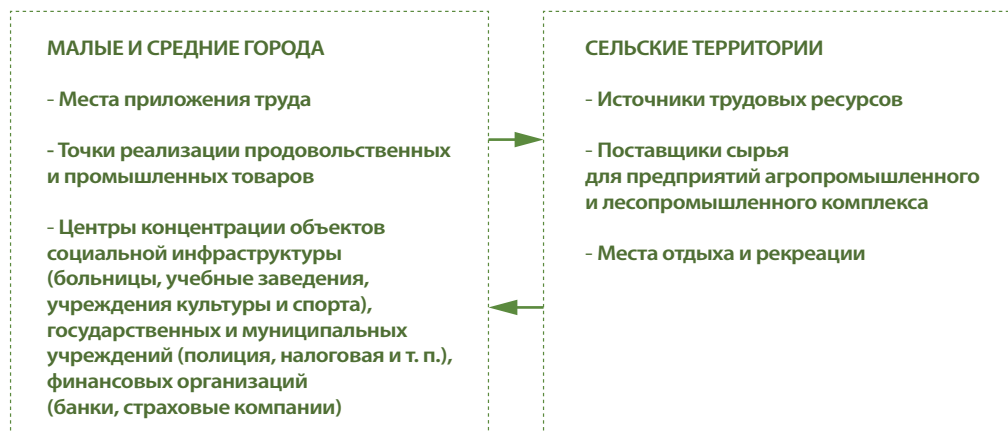 МАЛЫЕ И СРЕДНИЕ ГОРОДА
- Места приложения труда
- Точки реализации продовольственных
и промышленных товаров
- Центры концентрации объектов
социальной инфраструктуры
(больницы, учебные заведения,
учреждения культуры и спорта),
государственных и муниципальных
учреждений (полиция, налоговая и т. п.),
финансовых организаций
(банки, страховые компании)
СЕЛЬСКИЕ ТЕРРИТОРИИ
- Источники трудовых ресурсов
- Поставщики сырья
для предприятий агропромышленного
и лесопромышленного комплекса
- Места отдыха и рекреации